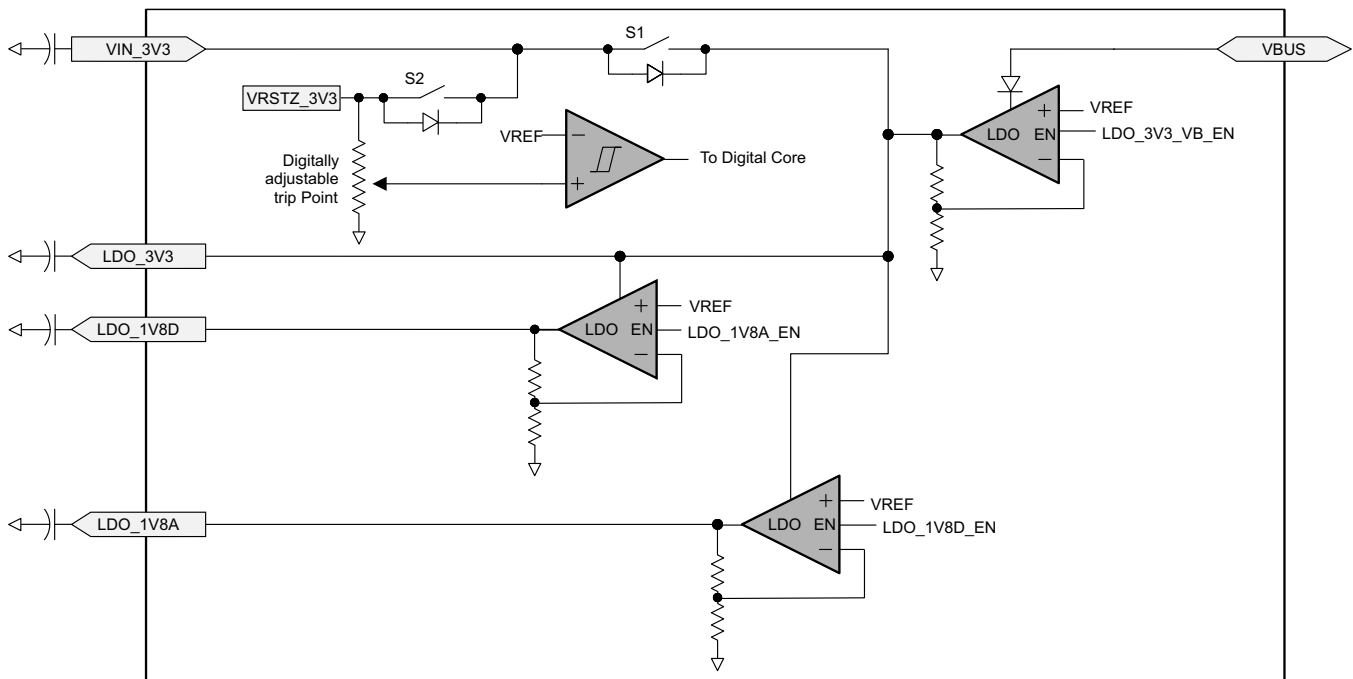 VIN_3V3
S1
VBUS
S2
VRSTZ_3V3
VREF
−
+
To Digital Core
Digitally
adjustable
trip Point
LDO EN
+
−
VREF
LDO_3V3_VB_EN
LDO_3V3
LDO_1V8D
LDO EN
+
−
VREF
LDO_1V8A_EN
LDO_1V8A
LDO EN
+
−
VREF
LDO_1V8D_EN